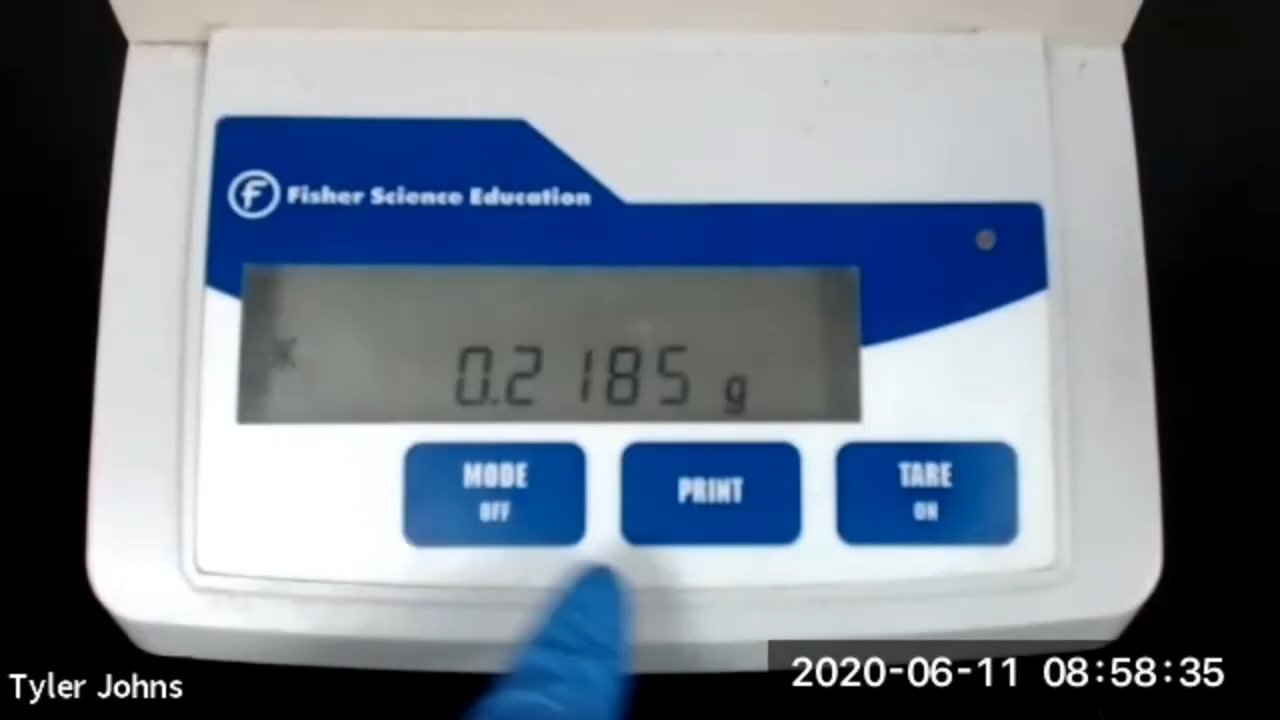 Fisher Science Education
0.2185 g
MODE
OFF
PRINT
TARE
ON
Tyler Johns
2020-06-11 08:58:35